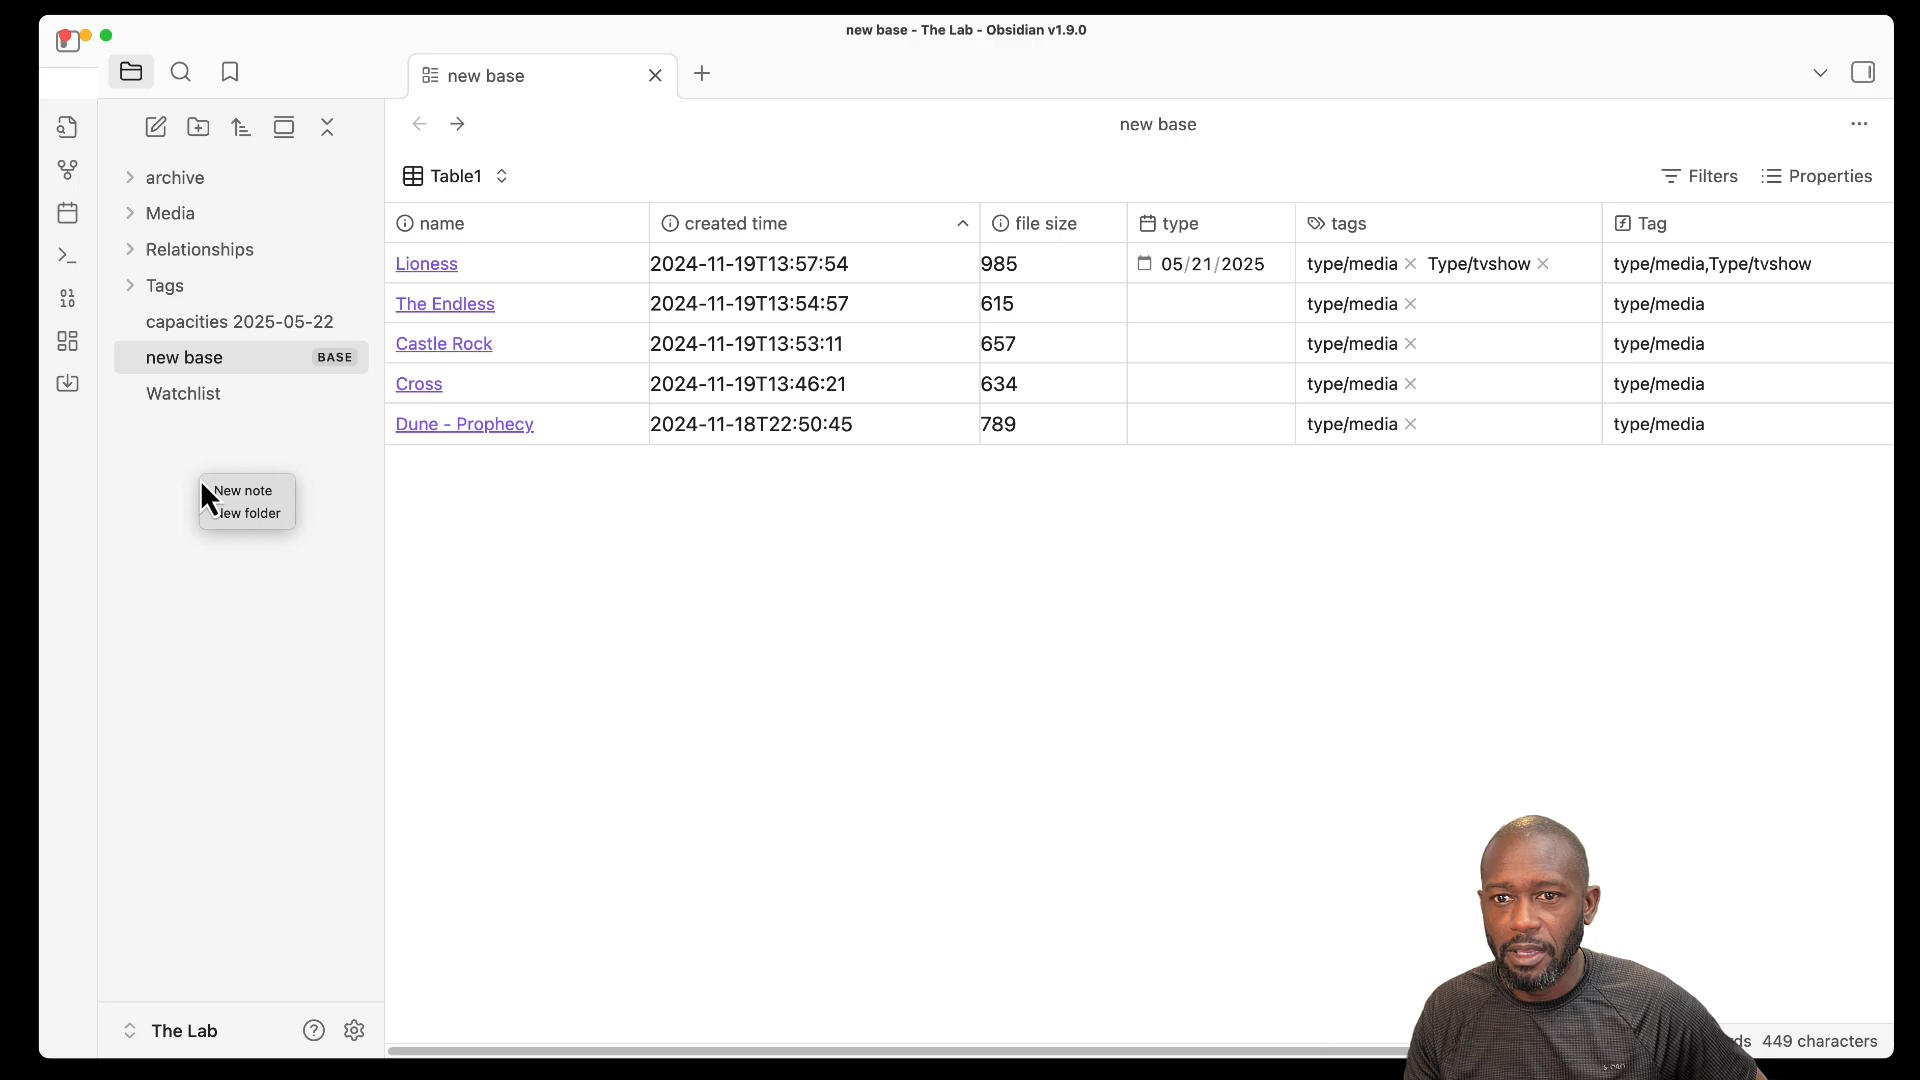 new base - The Lab - Obsidian v1.9.0
new base
new base
Table1
Filters
Properties
archive
Media
Relationships
Tags
capacities 2025-05-22
new base BASE
Watchlist
New note
New folder
The Lab
name created time file size type tags Tag
Lioness 2024-11-19T13:57:54 985 05/21/2025 type/media Type/tvshow type/media,Type/tvshow
The Endless 2024-11-19T13:54:57 615 type/media type/media
Castle Rock 2024-11-19T13:53:11 657 type/media type/media
Cross 2024-11-19T13:46:21 634 type/media type/media
Dune - Prophecy 2024-11-18T22:50:45 789 type/media type/media
449 characters